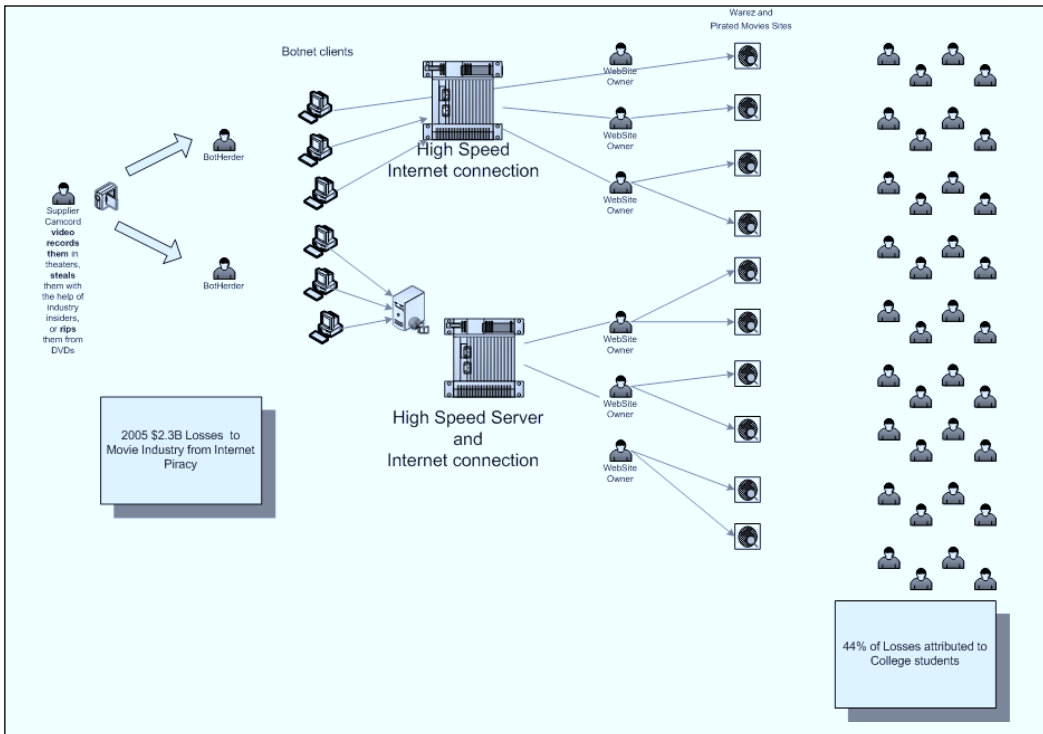 Warez and
Pirated Movies Sites
Botnet clients
WebSite
Owner
WebSite
Owner
High Speed
Internet connection
BotHerder
WebSite
Owner
Supplier
Camcord
video
records
them in
theaters,
steals
them with
the help of
industry
insiders,
or rips
them from
DVDs
BotHerder
WebSite
Owner
WebSite
Owner
High Speed Server
and
Internet connection
WebSite
Owner
2005 $2.3B Losses to
Movie Industry from Internet
Piracy
44% of Losses attributed to
College students